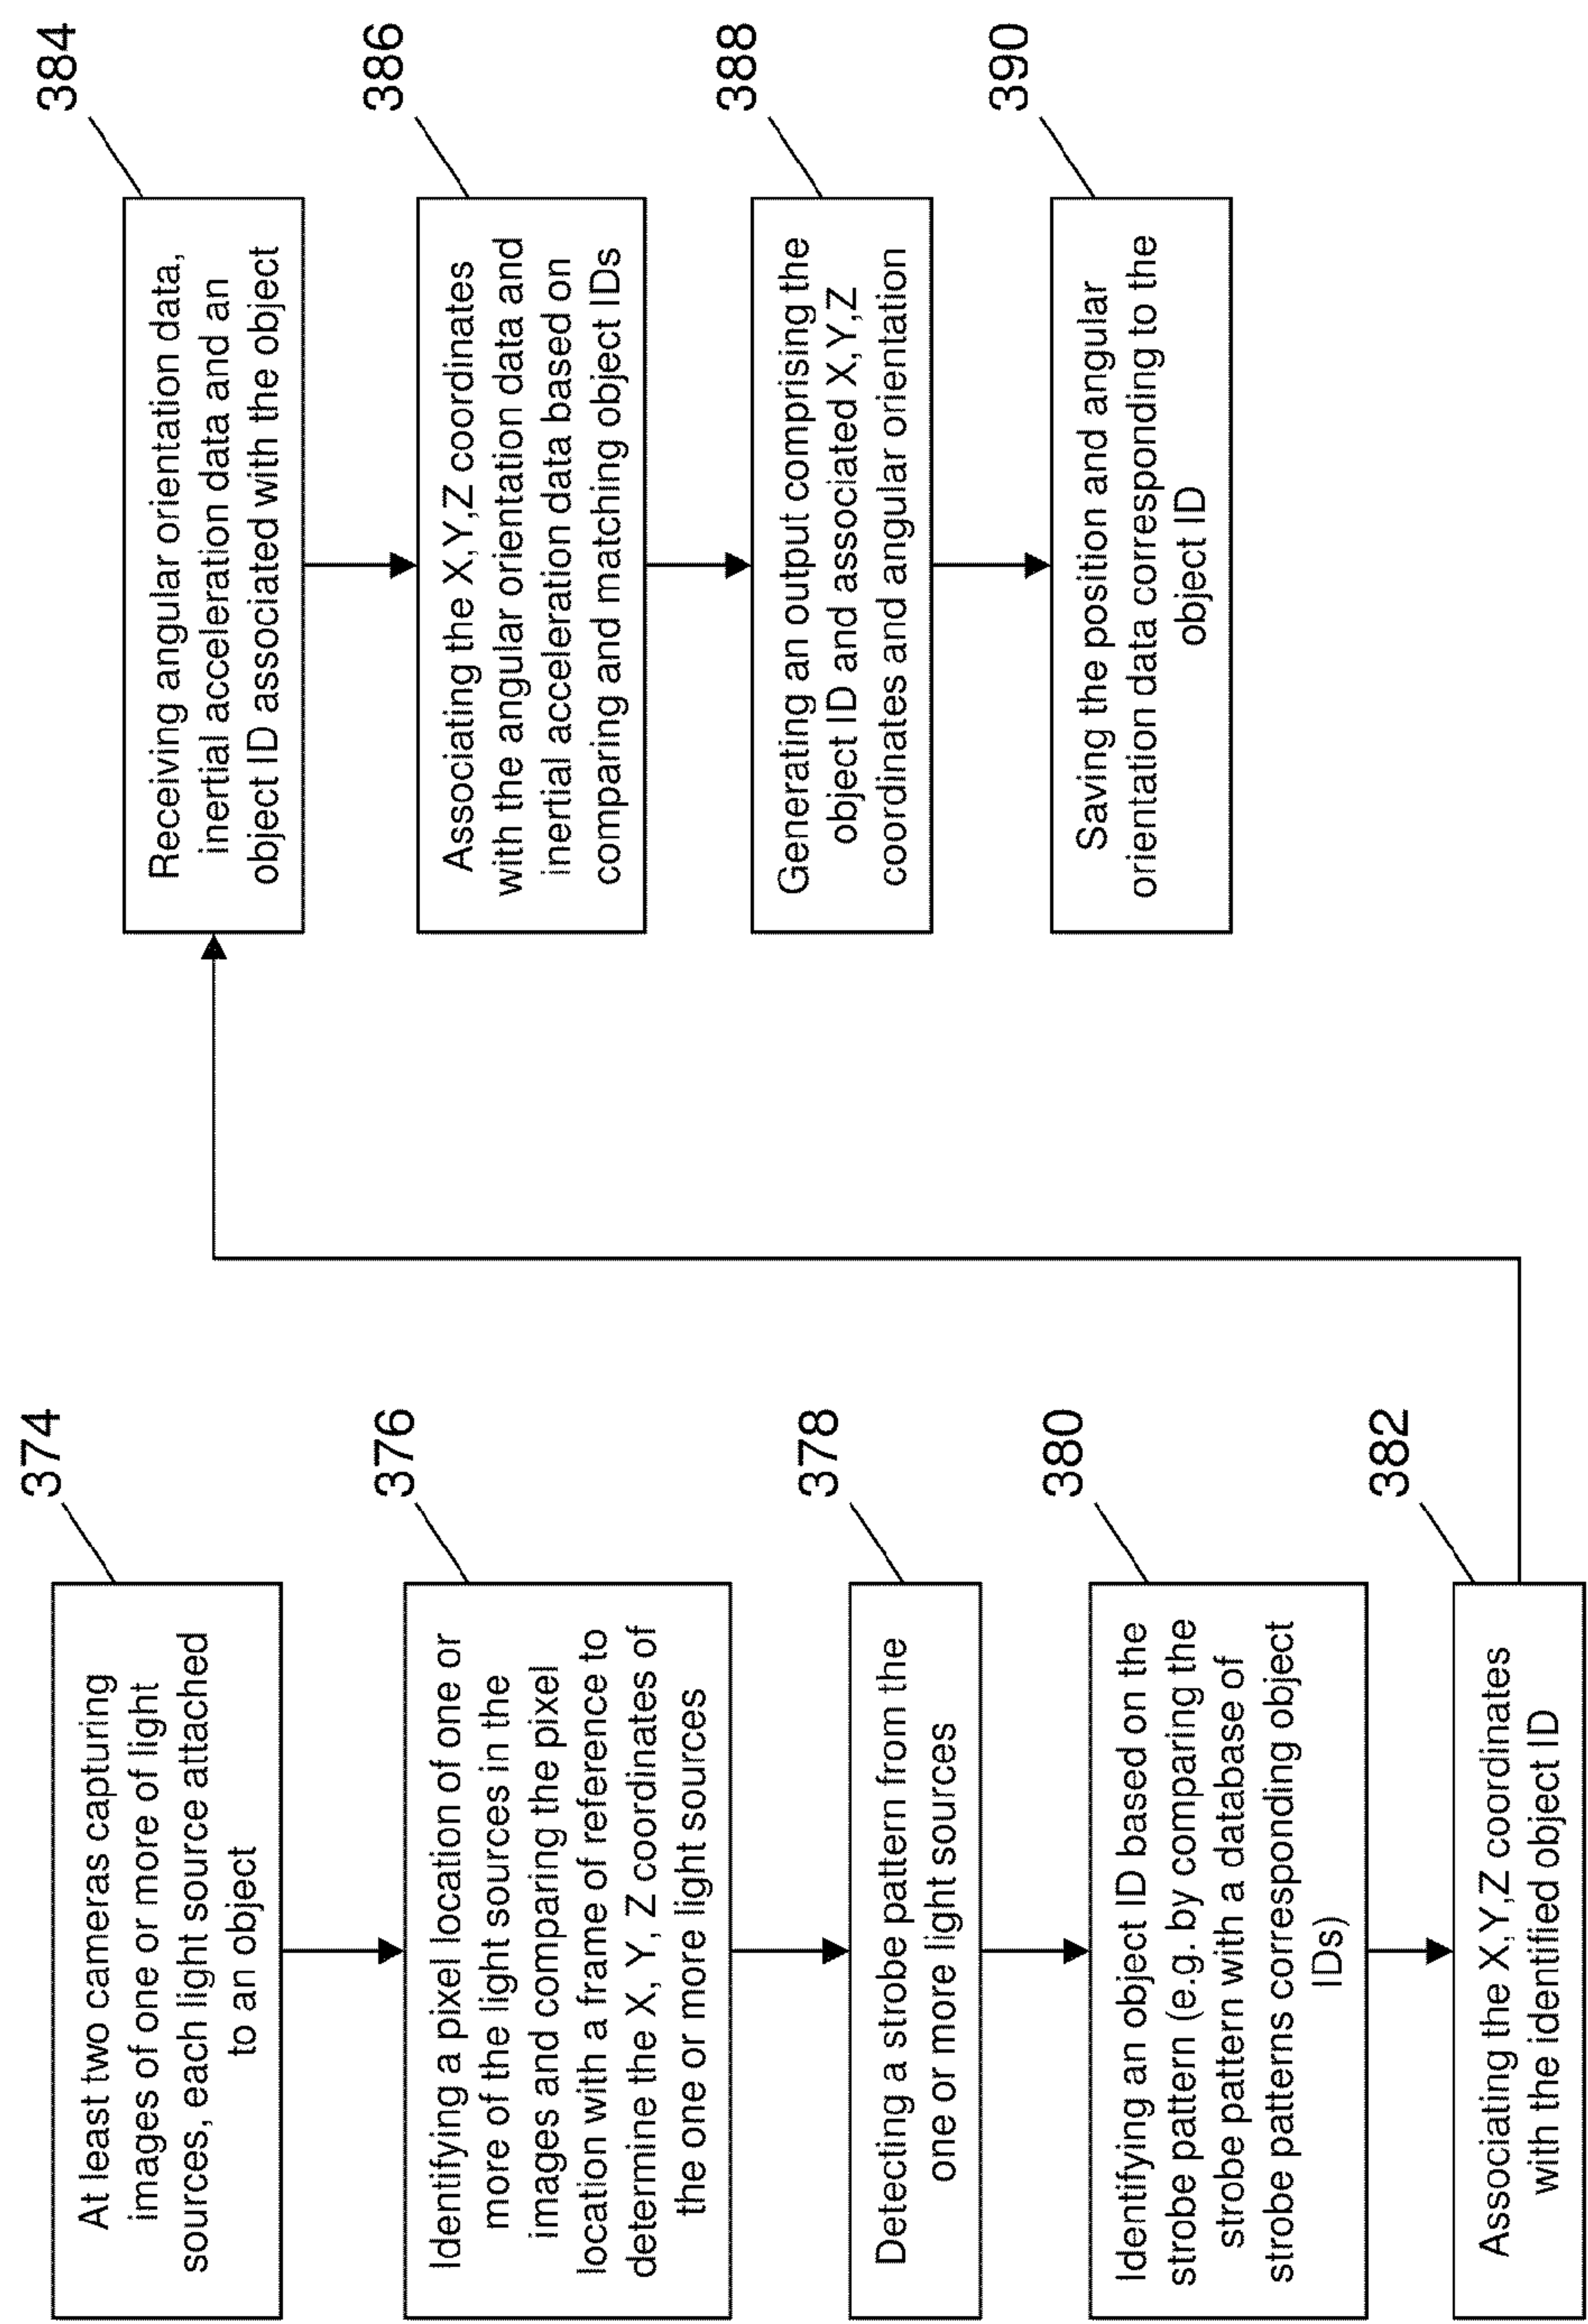 374
At least two cameras capturing
images of one or more of light
sources, each light source attached
to an object
376
Identifying a pixel location of one or
more of the light sources in the
images and comparing the pixel
location with a frame of reference to
determine the X, Y, Z coordinates of
the one or more light sources
378
Detecting a strobe pattern from the
one or more light sources
380
Identifying an object ID based on the
strobe pattern (e.g. by comparing the
strobe pattern with a database of
strobe patterns corresponding object
IDs)
382
Associating the X,Y,Z coordinates
with the identified object ID
384
Receiving angular orientation data,
inertial acceleration data and an
object ID associated with the object
386
Associating the X,Y,Z coordinates
with the angular orientation data and
inertial acceleration data based on
comparing and matching object IDs
388
Generating an output comprising the
object ID and associated X,Y,Z
coordinates and angular orientation
390
Saving the position and angular
orientation data corresponding to the
object ID